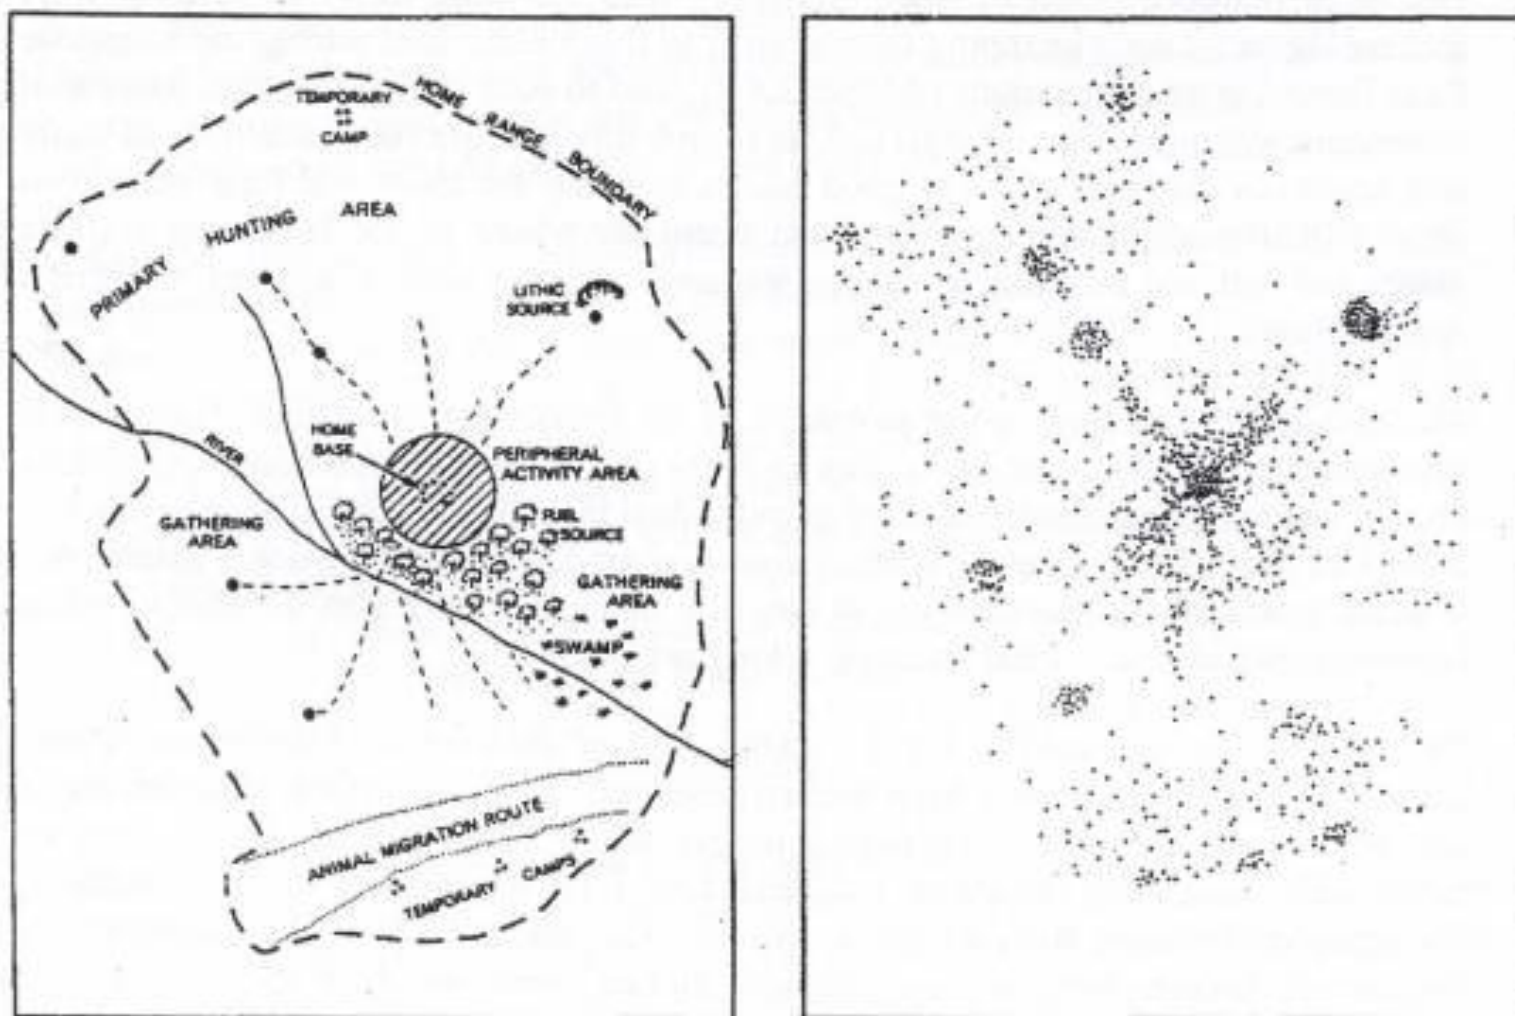 TEMPORARY
CAMP
HOME RANGE BOUNDARY
PRIMARY HUNTING AREA
LITHIC
SOURCE
RIVER
HOME
BASE
PERIPHERAL
ACTIVITY AREA
GATHERING
AREA
FUEL
SOURCE
GATHERING
AREA
SWAMP
ANIMAL MIGRATION ROUTE
TEMPORARY CAMPS